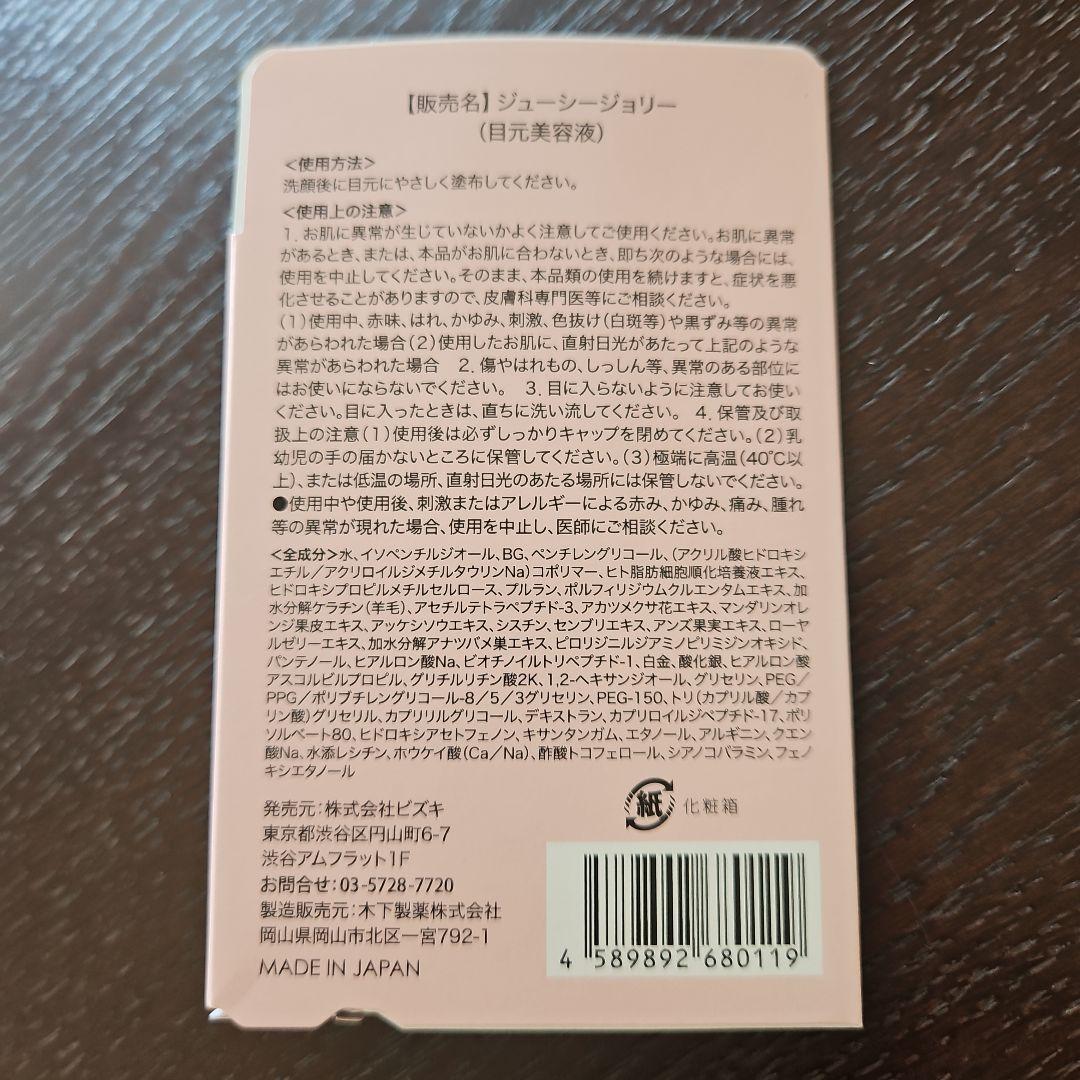 【販売名】ジューシージョリー
（目元美容液）
<使用方法>
洗顔後に目元にやさしく塗布してください。
<使用上の注意>
1. お肌に異常が生じていないかよく注意してご使用ください。お肌に異常
があるとき、または、本品がお肌に合わないとき、即ち次のような場合には、
使用を中止してください。そのまま、本品類の使用を続けますと、症状を悪
化させることがありますので、皮膚科専門医等にご相談ください。
(1)使用中、赤味、はれ、かゆみ、刺激、色抜け(白斑等)や黒ずみ等の異常
があらわれた場合(2)使用したお肌に、直射日光があたって上記のような
異常があらわれた場合 2. 傷やはれもの、しっしん等、異常のある部位に
はお使いにならないでください。 3. 目に入らないように注意してお使い
ください。目に入ったときは、直ちに洗い流してください。 4. 保管及び取
扱上の注意(1)使用後は必ずしっかりキャップを閉めてください。(2)乳
幼児の手の届かないところに保管してください。(3)極端に高温(40℃以
上)、または低温の場所、直射日光のあたる場所には保管しないでください。
●使用中や使用後、刺激またはアレルギーによる赤み、かゆみ、痛み、腫れ
等の異常が現れた場合、使用を中止し、医師にご相談ください。
<全成分>水、イソペンチルジオール、BG、ペンチレングリコール、(アクリル酸ヒドロキシ
エチル/アクリロイルジメチルタウリンNa)コポリマー、ヒト脂肪細胞順化培養液エキス、
ヒドロキシプロピルメチルセルロース、プルラン、ポルフィリジウムクルエンタムエキス、加
水分解ケラチン(羊毛)、アセチルテトラペプチド-3、アカツメクサ花エキス、マンダリンオレ
ンジ果皮エキス、アッケシソウエキス、シスチン、センブリエキス、アンズ果実エキス、ローヤ
ルゼリーエキス、加水分解アナツバメ巣エキス、ピロリジニルジアミノピリミジンオキシド、
パンテノール、ヒアルロン酸Na、ビオチノイルトリペプチド-1、白金、酸化銀、ヒアルロン酸
アスコルビルプロピル、グリチルリチン酸2K、1,2-ヘキサンジオール、グリセリン、PEG/
PPG/ポリブチレングリコール-8/5/3グリセリン、PEG-150、トリ(カプリル酸/カプ
リン酸)グリセリル、カプリリルグリコール、デキストラン、カプロイルジペプチド-17、ポリ
ソルベート80、ヒドロキシアセトフェノン、キサンタンガム、エタノール、アルギニン、クエン
酸Na、水添レシチン、ホウケイ酸(Ca/Na)、酢酸トコフェロール、シアノコバラミン、フェノ
キシエタノール
紙 化粧箱
発売元:株式会社ビズキ
東京都渋谷区円山町6-7
渋谷アムフラット1F
お問合せ:03-5728-7720
製造販売元:木下製薬株式会社
岡山県岡山市北区一宮792-1
MADE IN JAPAN
4 589892 680119